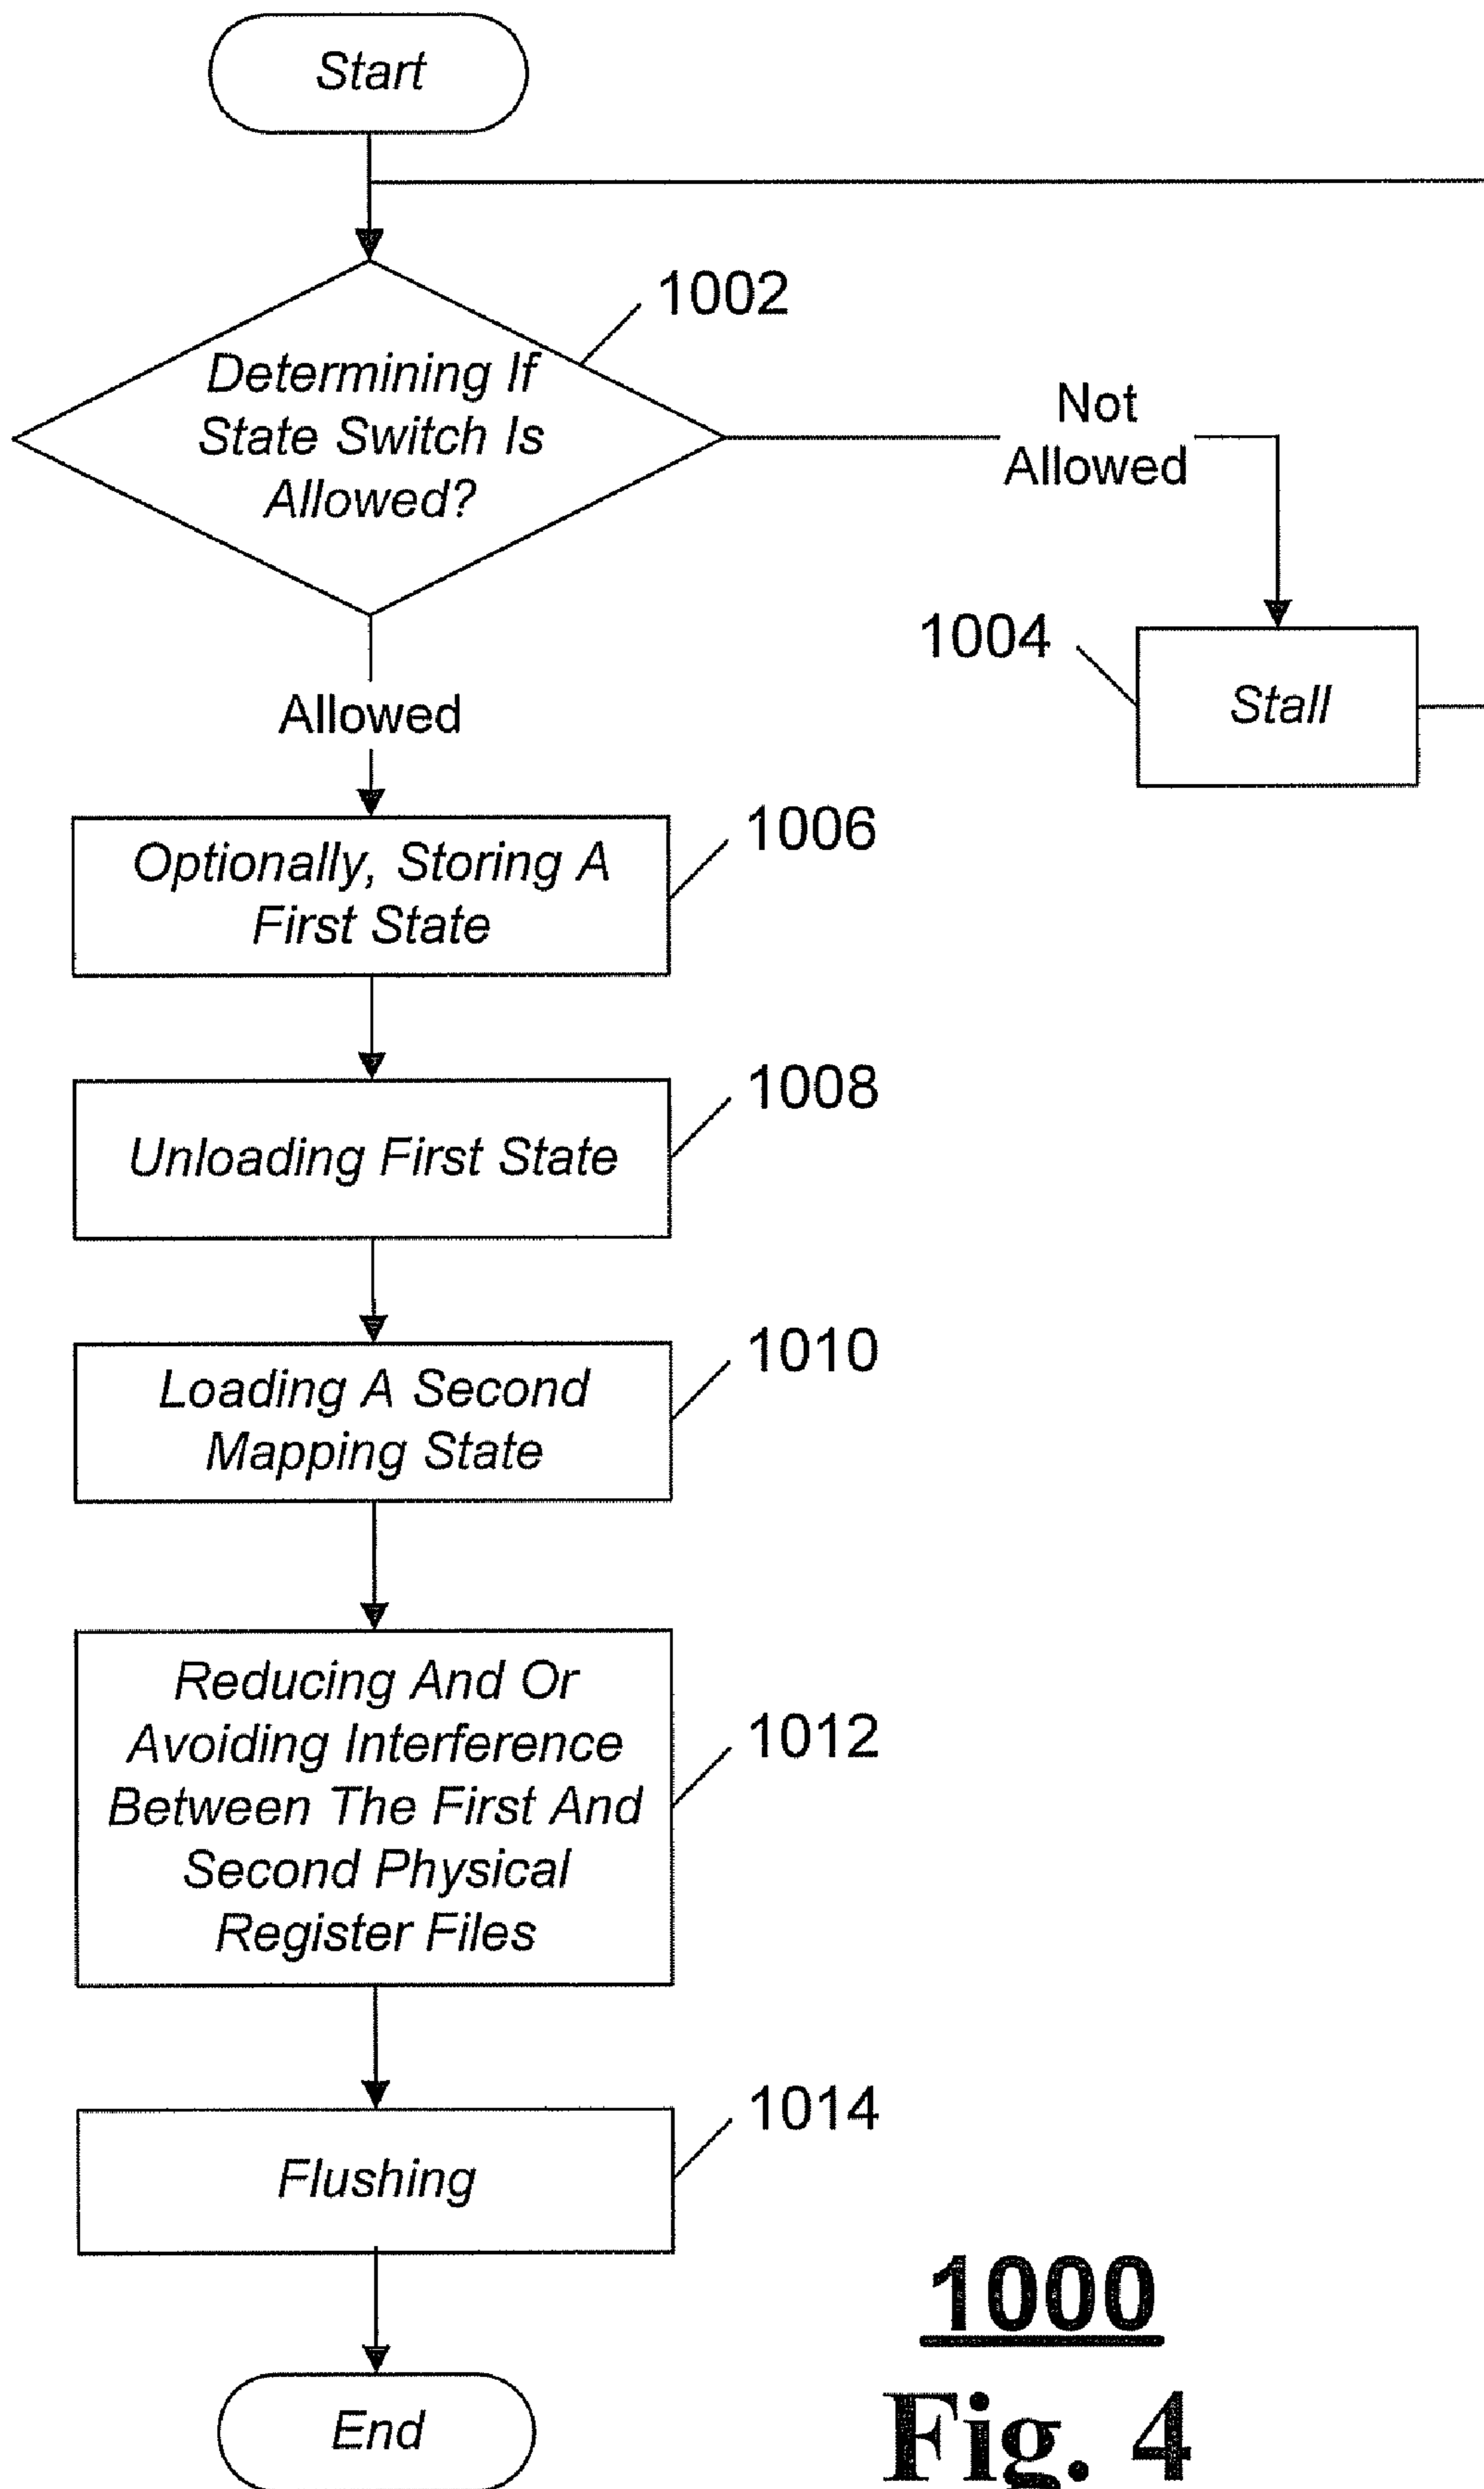 Start
1002
Determining If
State Switch Is
Allowed?
Not
Allowed
1004
Stall
Allowed
1006
Optionally, Storing A
First State
1008
Unloading First State
1010
Loading A Second
Mapping State
1012
Reducing And Or
Avoiding Interference
Between The First And
Second Physical
Register Files
1014
Flushing
End
1000
Fig. 4